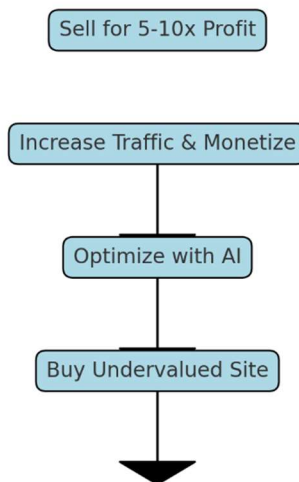 Sell for 5-10x Profit
Increase Traffic & Monetize
Optimize with AI
Buy Undervalued Site